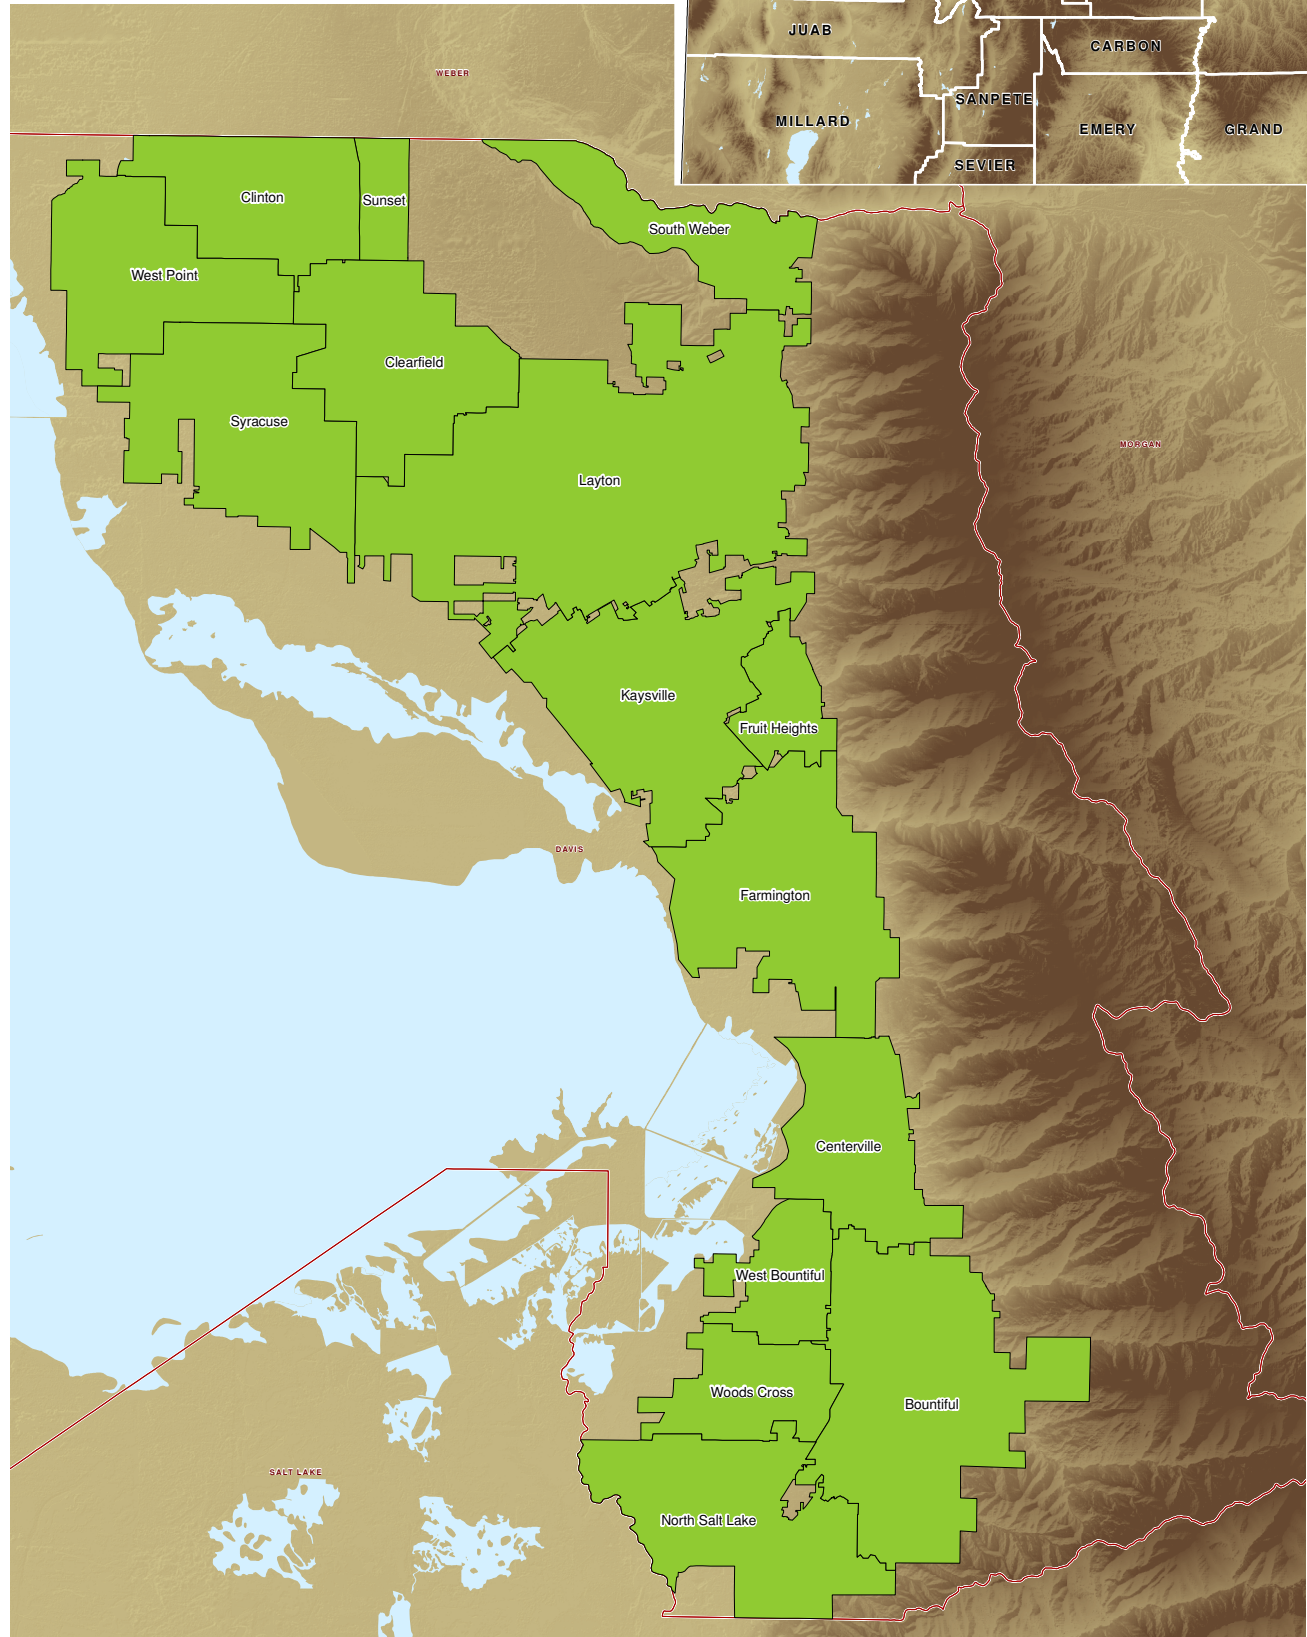 JUAB
CARBON
WEBER
SANPETE
MILLARD
EMERY
GRAND
SEVIER
Clinton
Sunset
South Weber
West Point
Clearfield
Syracuse
MORGAN
Layton
Kaysville
Fruit Heights
DAVIS
Farmington
Centerville
West Bountiful
Woods Cross
Bountiful
SALT LAKE
North Salt Lake